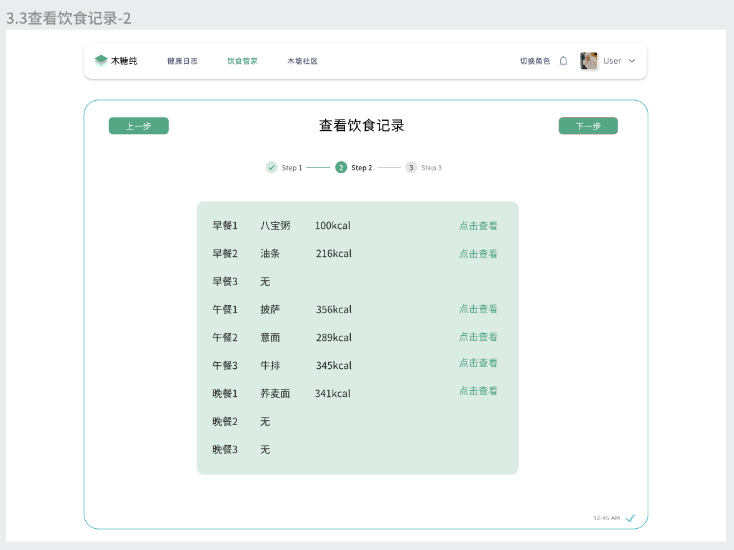 3.3查看饮食记录-2
木糖纯 健康日志 饮食管家 木塘社区 切换角色 User
上一步 查看饮食记录 下一步
Step 1 2 Step 2 3 Step 3
早餐1 八宝粥 100kcal 点击查看
早餐2 油条 216kcal 点击查看
早餐3 无
午餐1 披萨 356kcal 点击查看
午餐2 意面 289kcal 点击查看
午餐3 牛排 345kcal 点击查看
晚餐1 荞麦面 341kcal 点击查看
晚餐2 无
晚餐3 无
12:45 AM